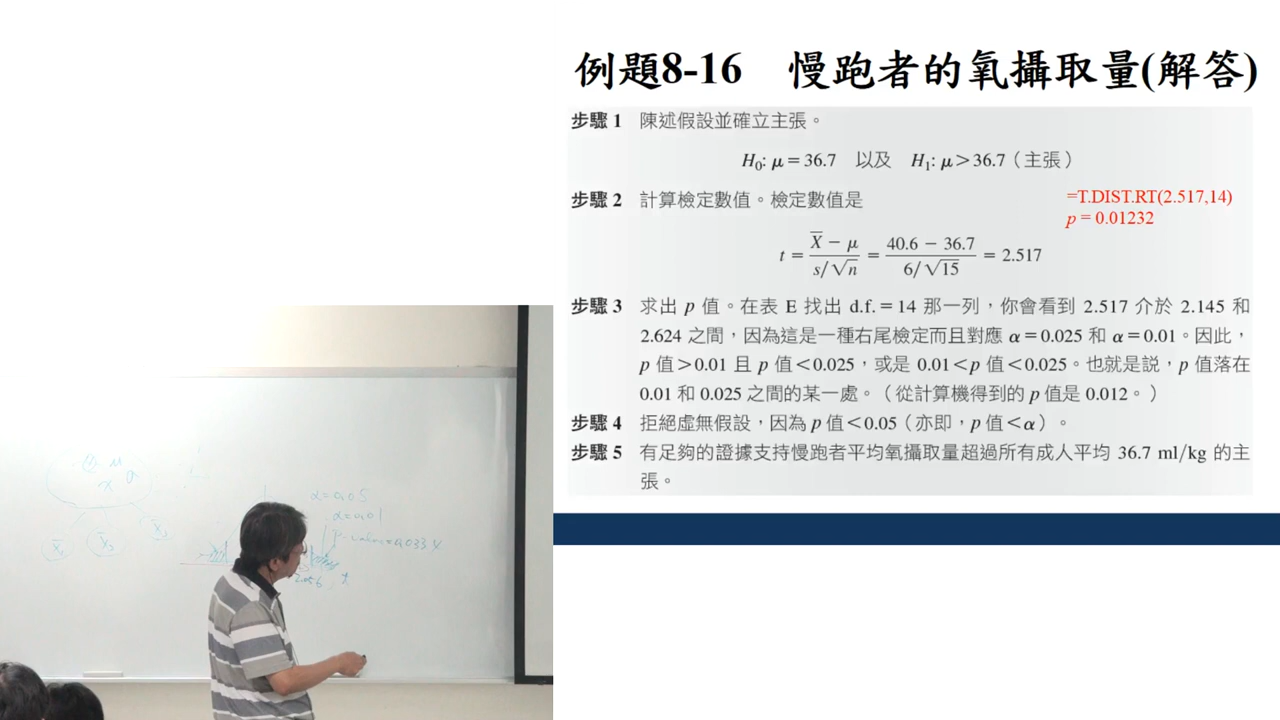 例題8-16 慢跑者的氧攝取量(解答)
步驟 1 陳述假設並確立主張。
H₀: μ = 36.7 以及 H₁: μ > 36.7（主張）
步驟 2 計算檢定數值。檢定數值是
=T.DIST.RT(2.517,14)
p = 0.01232
t = (X̄ − μ)/(s/√n) = (40.6 − 36.7)/(6/√15) = 2.517
步驟 3 求出 p 值。在表 E 找出 d.f. = 14 那一列，你會看到 2.517 介於 2.145 和
2.624 之間，因為這是一種右尾檢定而且對應 α = 0.025 和 α = 0.01。因此，
p 值 > 0.01 且 p 值 < 0.025，或是 0.01 < p 值 < 0.025。也就是說，p 值落在
0.01 和 0.025 之間的某一處。（從計算機得到的 p 值是 0.012。）
步驟 4 拒絕虛無假設，因為 p 值 < 0.05（亦即，p 值 < α）。
步驟 5 有足夠的證據支持慢跑者平均氧攝取量超過所有成人平均 36.7 ml/kg 的主
張。
α=0.05
α=0.01
P-value=0.0334
2.056